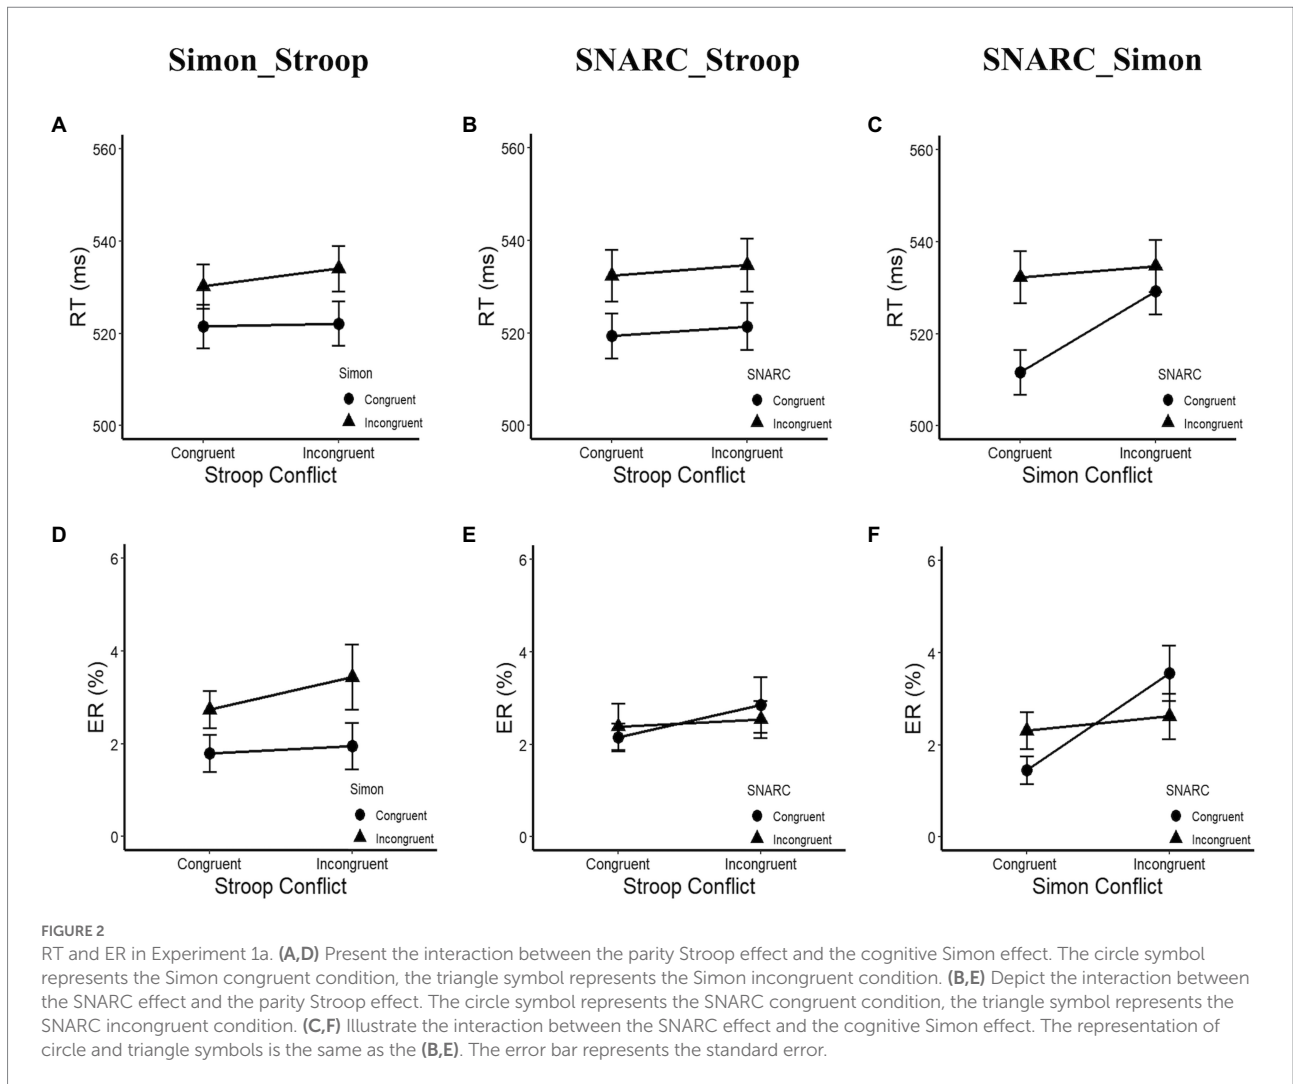 Simon_Stroop
SNARC_Stroop
SNARC_Simon
A
560
540
520
500
RT (ms)
Simon
Congruent
Incongruent
Congruent
Incongruent
Stroop Conflict
B
560
540
520
500
RT (ms)
SNARC
Congruent
Incongruent
Congruent
Incongruent
Stroop Conflict
C
560
540
520
500
RT (ms)
SNARC
Congruent
Incongruent
Congruent
Incongruent
Simon Conflict
D
6
4
2
0
ER (%)
Simon
Congruent
Incongruent
Congruent
Incongruent
Stroop Conflict
E
6
4
2
0
ER (%)
SNARC
Congruent
Incongruent
Congruent
Incongruent
Stroop Conflict
F
6
4
2
0
ER (%)
SNARC
Congruent
Incongruent
Congruent
Incongruent
Simon Conflict
FIGURE 2
RT and ER in Experiment 1a. (A,D) Present the interaction between the parity Stroop effect and the cognitive Simon effect. The circle symbol
represents the Simon congruent condition, the triangle symbol represents the Simon incongruent condition. (B,E) Depict the interaction between
the SNARC effect and the parity Stroop effect. The circle symbol represents the SNARC congruent condition, the triangle symbol represents the
SNARC incongruent condition. (C,F) Illustrate the interaction between the SNARC effect and the cognitive Simon effect. The representation of
circle and triangle symbols is the same as the (B,E). The error bar represents the standard error.